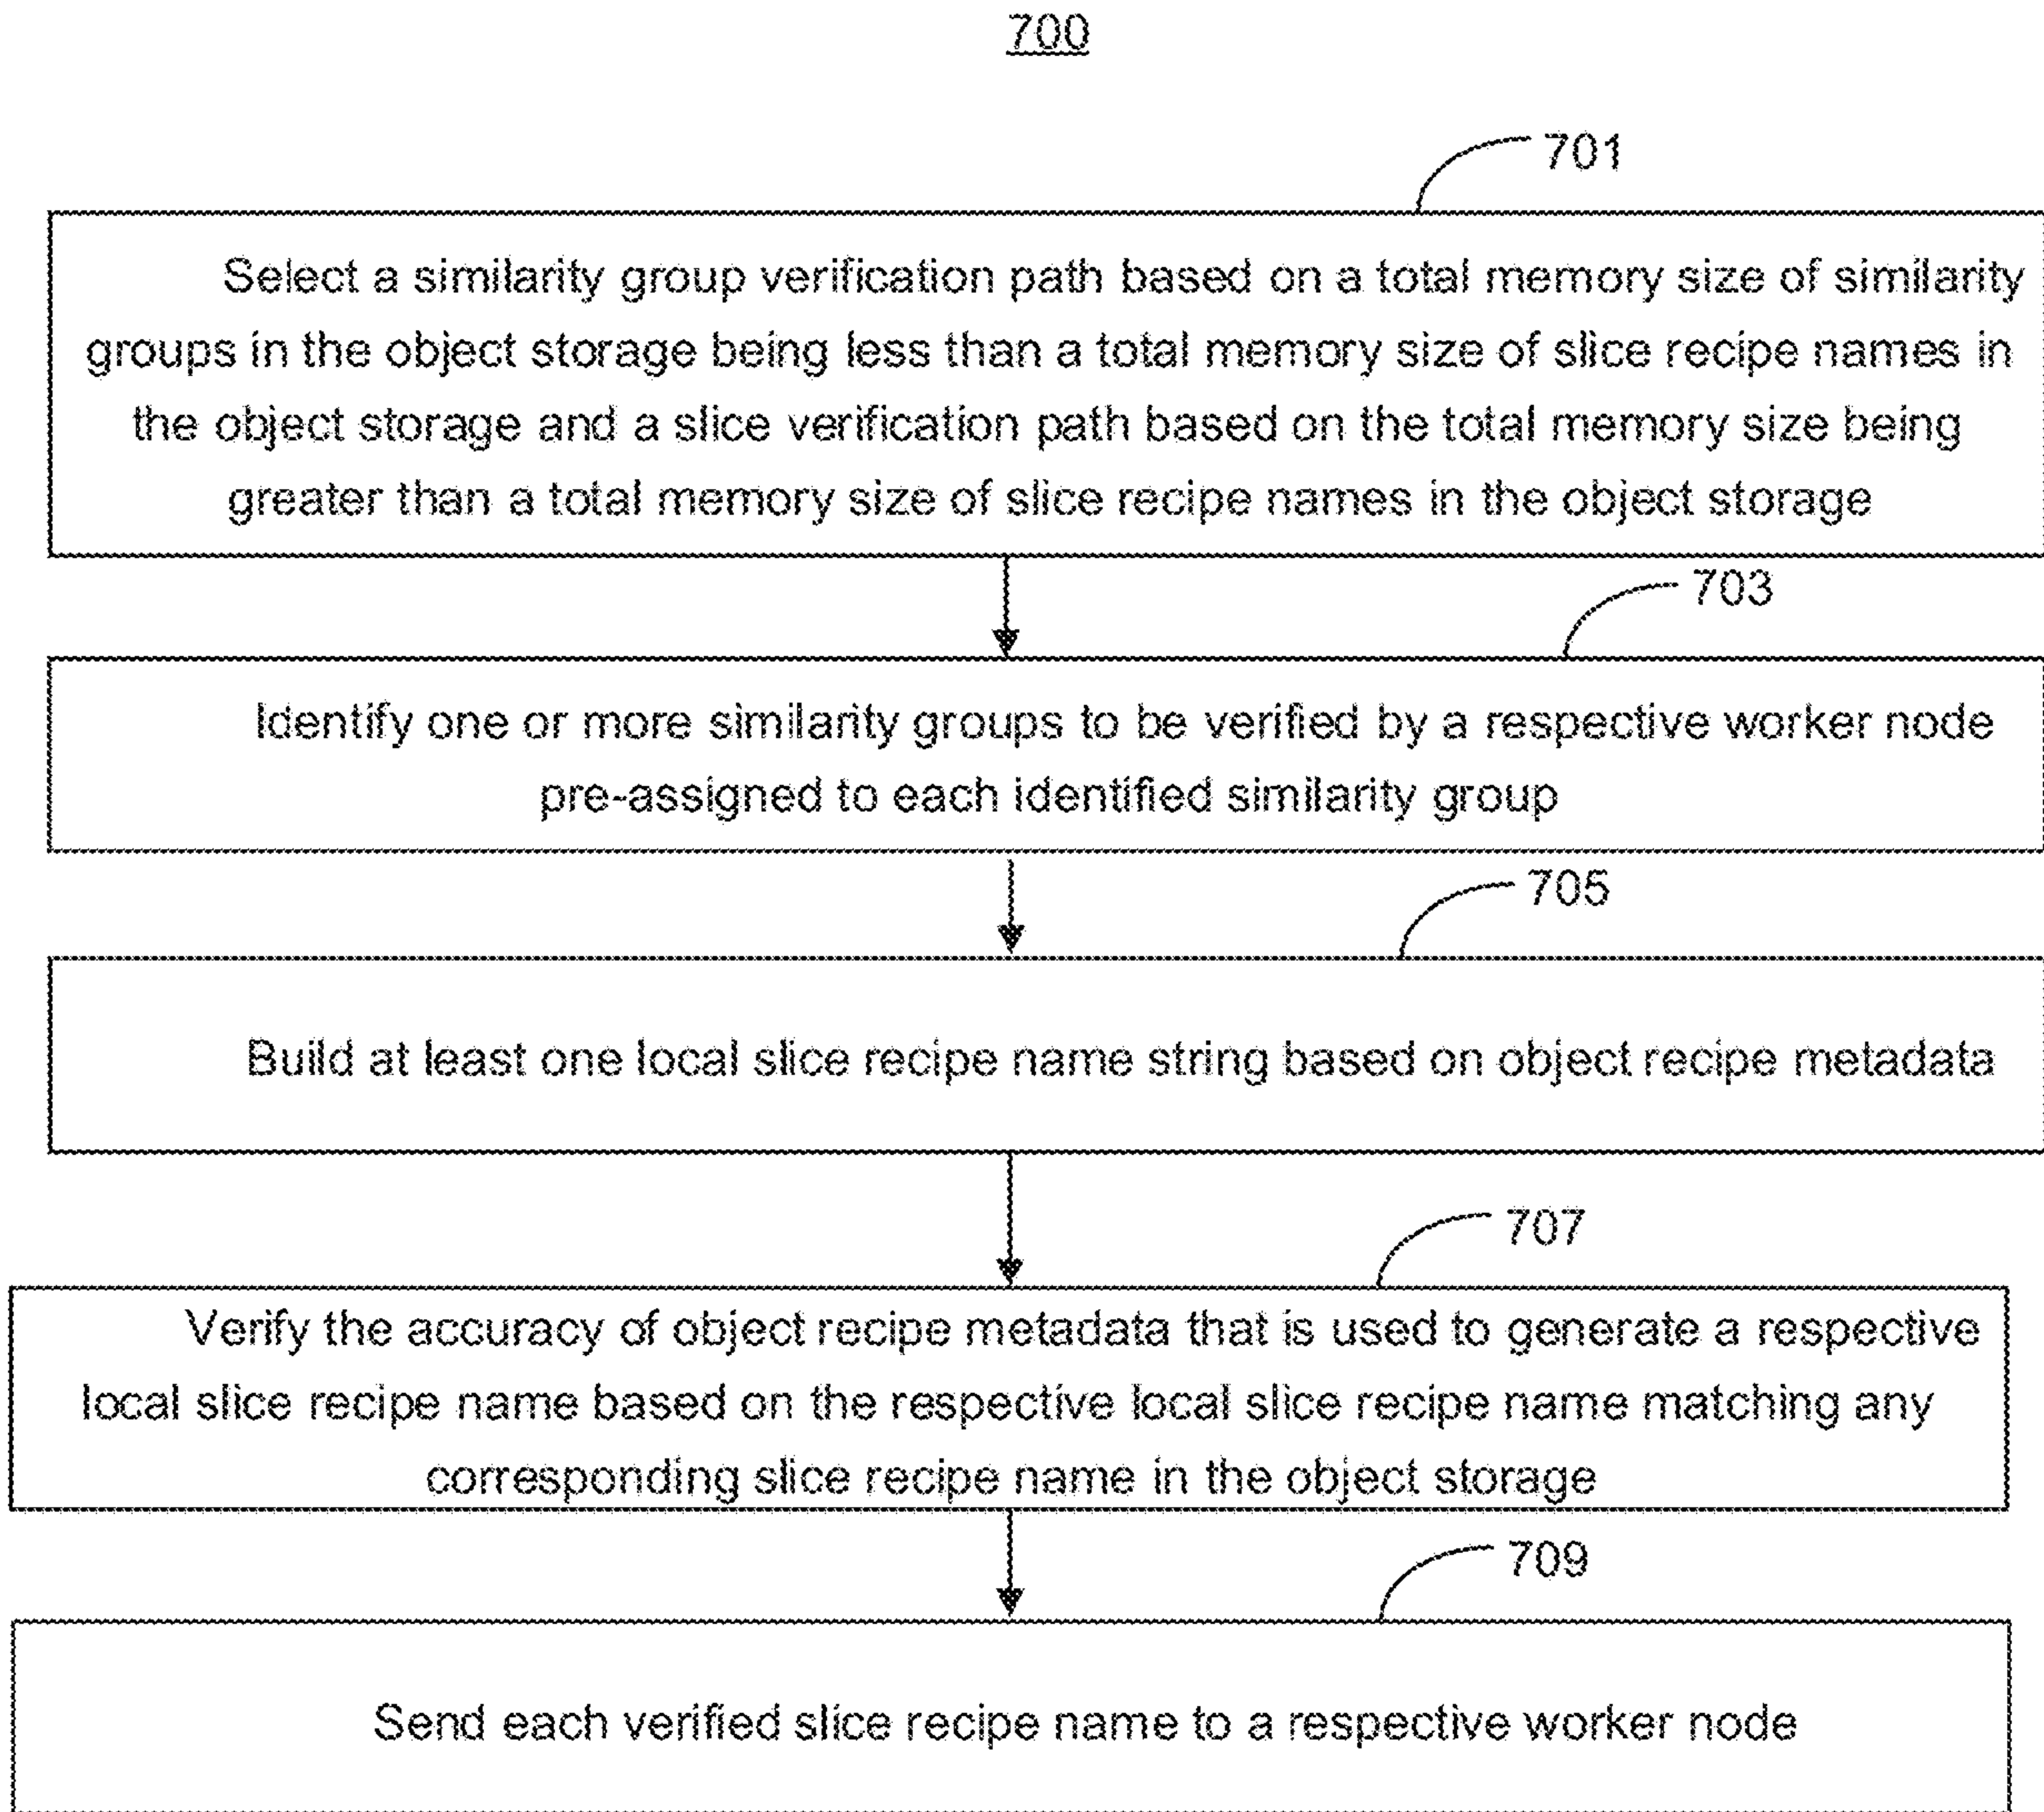 700
701
Select a similarity group verification path based on a total memory size of similarity
groups in the object storage being less than a total memory size of slice recipe names in
the object storage and a slice verification path based on the total memory size being
greater than a total memory size of slice recipe names in the object storage
703
Identify one or more similarity groups to be verified by a respective worker node
pre-assigned to each identified similarity group
705
Build at least one local slice recipe name string based on object recipe metadata
707
Verify the accuracy of object recipe metadata that is used to generate a respective
local slice recipe name based on the respective local slice recipe name matching any
corresponding slice recipe name in the object storage
709
Send each verified slice recipe name to a respective worker node